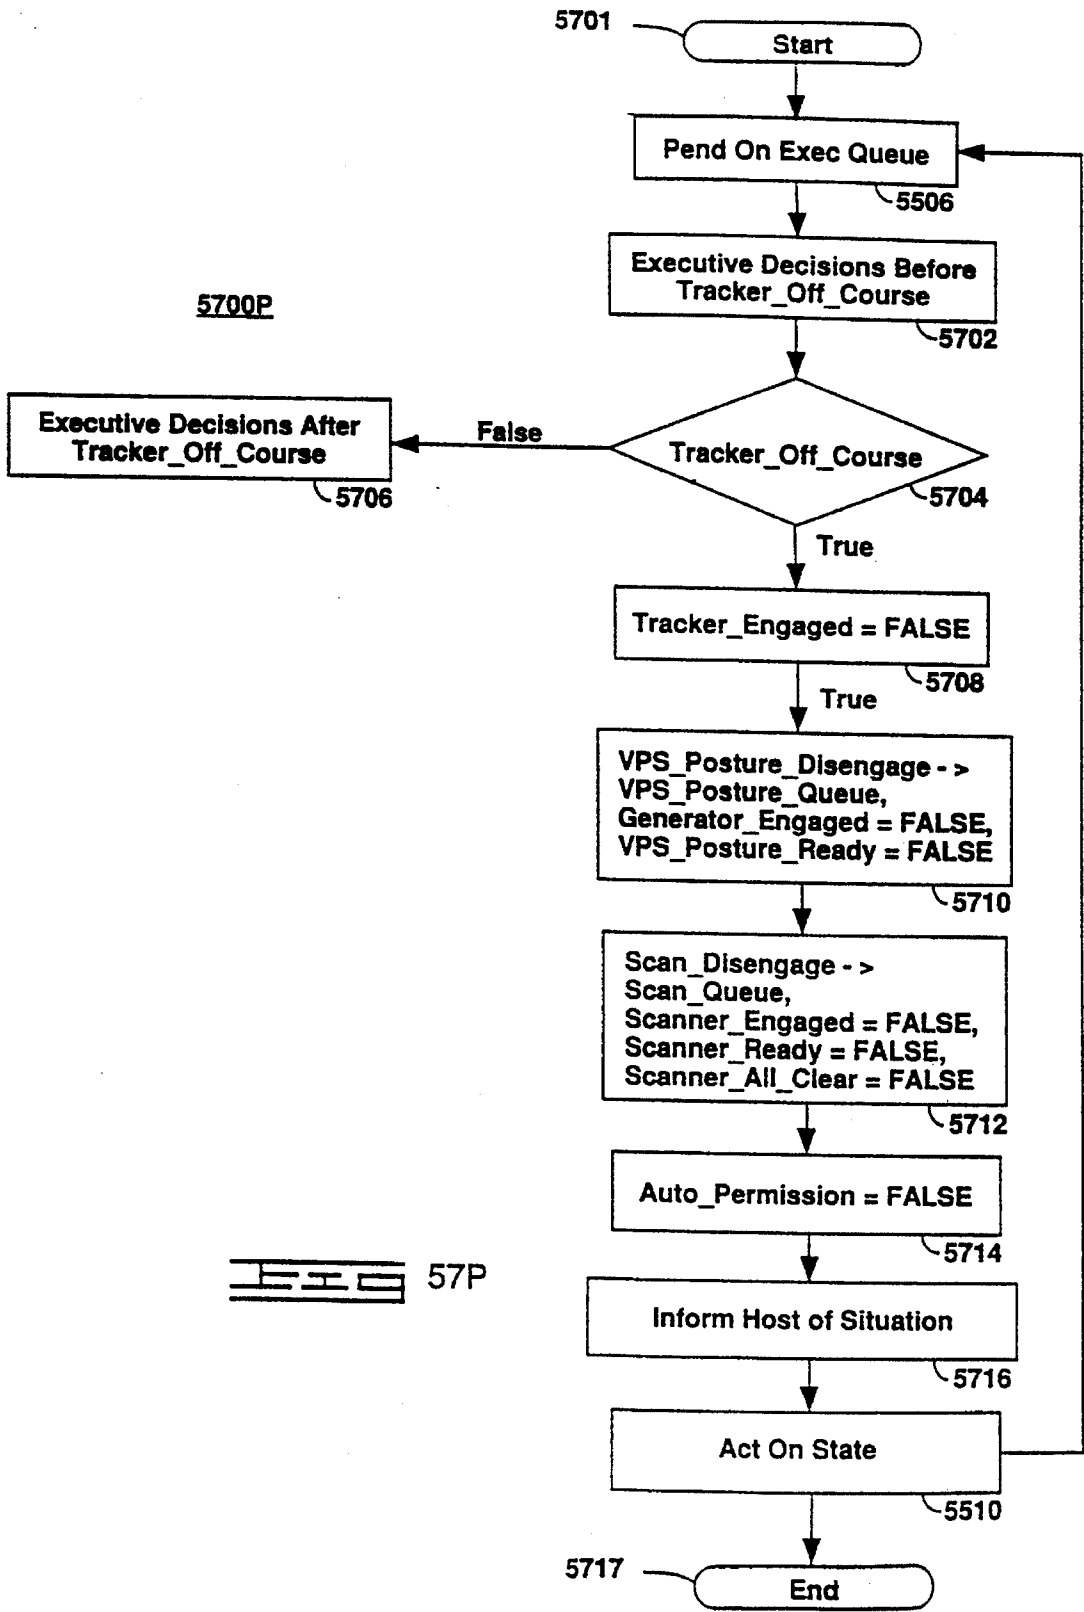 5701
Start
Pend On Exec Queue
5506
Executive Decisions Before
Tracker_Off_Course
5702
5700P
Executive Decisions After
Tracker_Off_Course
5706
False
Tracker_Off_Course
5704
True
Tracker_Engaged = FALSE
5708
True
VPS_Posture_Disengage - >
VPS_Posture_Queue,
Generator_Engaged = FALSE,
VPS_Posture_Ready = FALSE
5710
Scan_Disengage - >
Scan_Queue,
Scanner_Engaged = FALSE,
Scanner_Ready = FALSE,
Scanner_All_Clear = FALSE
5712
Auto_Permission = FALSE
5714
57P
Inform Host of Situation
5716
Act On State
5510
5717
End